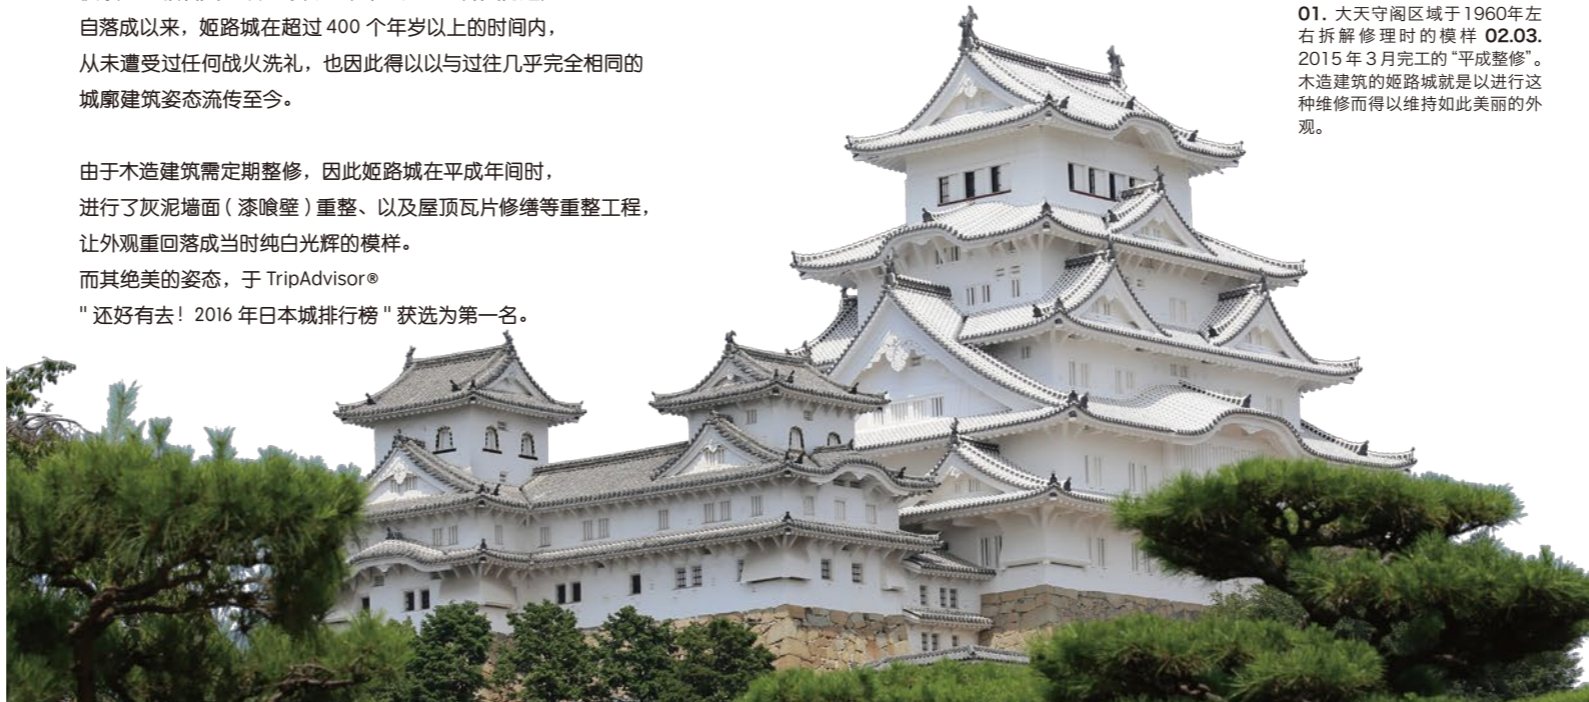 自落成以来，姬路城在超过 400 个年岁以上的时间内，
从未遭受过任何战火洗礼，也因此得以以与过往几乎完全相同的
城廓建筑姿态流传至今。
由于木造建筑需定期整修，因此姬路城在平成年间时，
进行了灰泥墙面 ( 漆喰壁 ) 重整、以及屋顶瓦片修缮等重整工程，
让外观重回落成当时纯白光辉的模样。
而其绝美的姿态，于 TripAdvisor®
" 还好有去！2016 年日本城排行榜 " 获选为第一名。
01. 大天守阁区域于1960年左
右拆解修理时的模样 02.03.
2015 年 3 月完工的 “平成整修”。
木造建筑的姬路城就是以进行这
种维修而得以维持如此美丽的外
观。